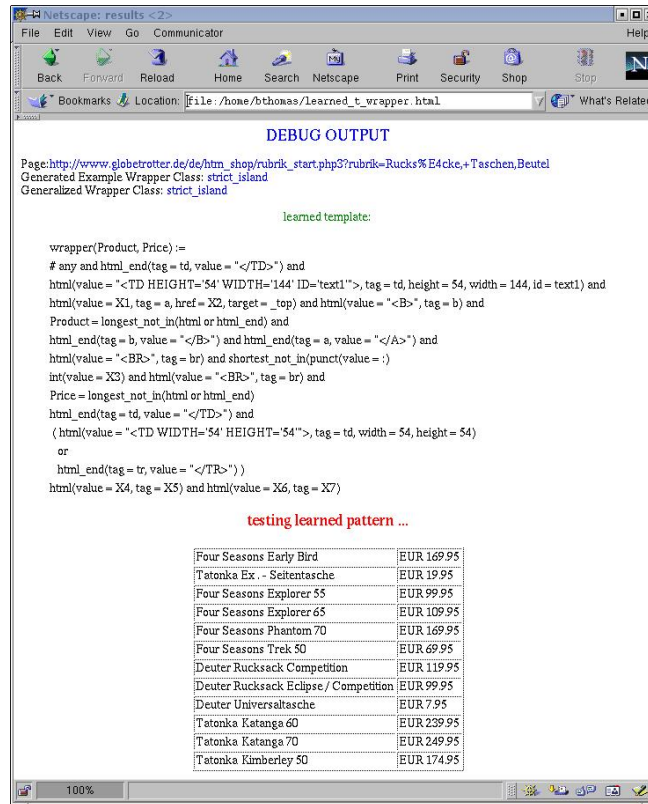 Netscape: results <2>
File Edit View Go Communicator Help
Back Forward Reload Home Search Netscape Print Security Shop Stop N
Bookmarks Location: file:/home/bthomas/learned_t_wrapper.html What's Related
DEBUG OUTPUT
Page:http://www.globetrotter.de/de/htm_shop/rubrik_start.php3?rubrik=Rucks%E4cke,+Taschen,Beutel
Generated Example Wrapper Class: strict_island
Generalized Wrapper Class: strict_island
learned template:
wrapper(Product, Price) :=
# any and html_end(tag = td, value = "</TD>") and
html(value = "<TD HEIGHT='54' WIDTH='144' ID='text1'">, tag = td, height = 54, width = 144, id = text1) and
html(value = X1, tag = a, href = X2, target = _top) and html(value = "<B>", tag = b) and
Product = longest_not_in(html or html_end) and
html_end(tag = b, value = "</B>") and html_end(tag = a, value = "</A>") and
html(value = "<BR>", tag = br) and shortest_not_in(punct(value = :)
int(value = X3) and html(value = "<BR>", tag = br) and
Price = longest_not_in(html or html_end)
html_end(tag = td, value = "</TD>") and
( html(value = "<TD WIDTH='54' HEIGHT='54'">, tag = td, width = 54, height = 54)
or
html_end(tag = tr, value = "</TR>") )
html(value = X4, tag = X5) and html(value = X6, tag = X7)
testing learned pattern ...
Four Seasons Early Bird EUR 169.95
Tatonka Ex . - Seitentasche EUR 19.95
Four Seasons Explorer 55 EUR 99.95
Four Seasons Explorer 65 EUR 109.95
Four Seasons Phantom 70 EUR 169.95
Four Seasons Trek 50 EUR 69.95
Deuter Rucksack Competition EUR 119.95
Deuter Rucksack Eclipse / Competition EUR 99.95
Deuter Universaltasche EUR 7.95
Tatonka Katanga 60 EUR 239.95
Tatonka Katanga 70 EUR 249.95
Tatonka Kimberley 50 EUR 174.95
100%